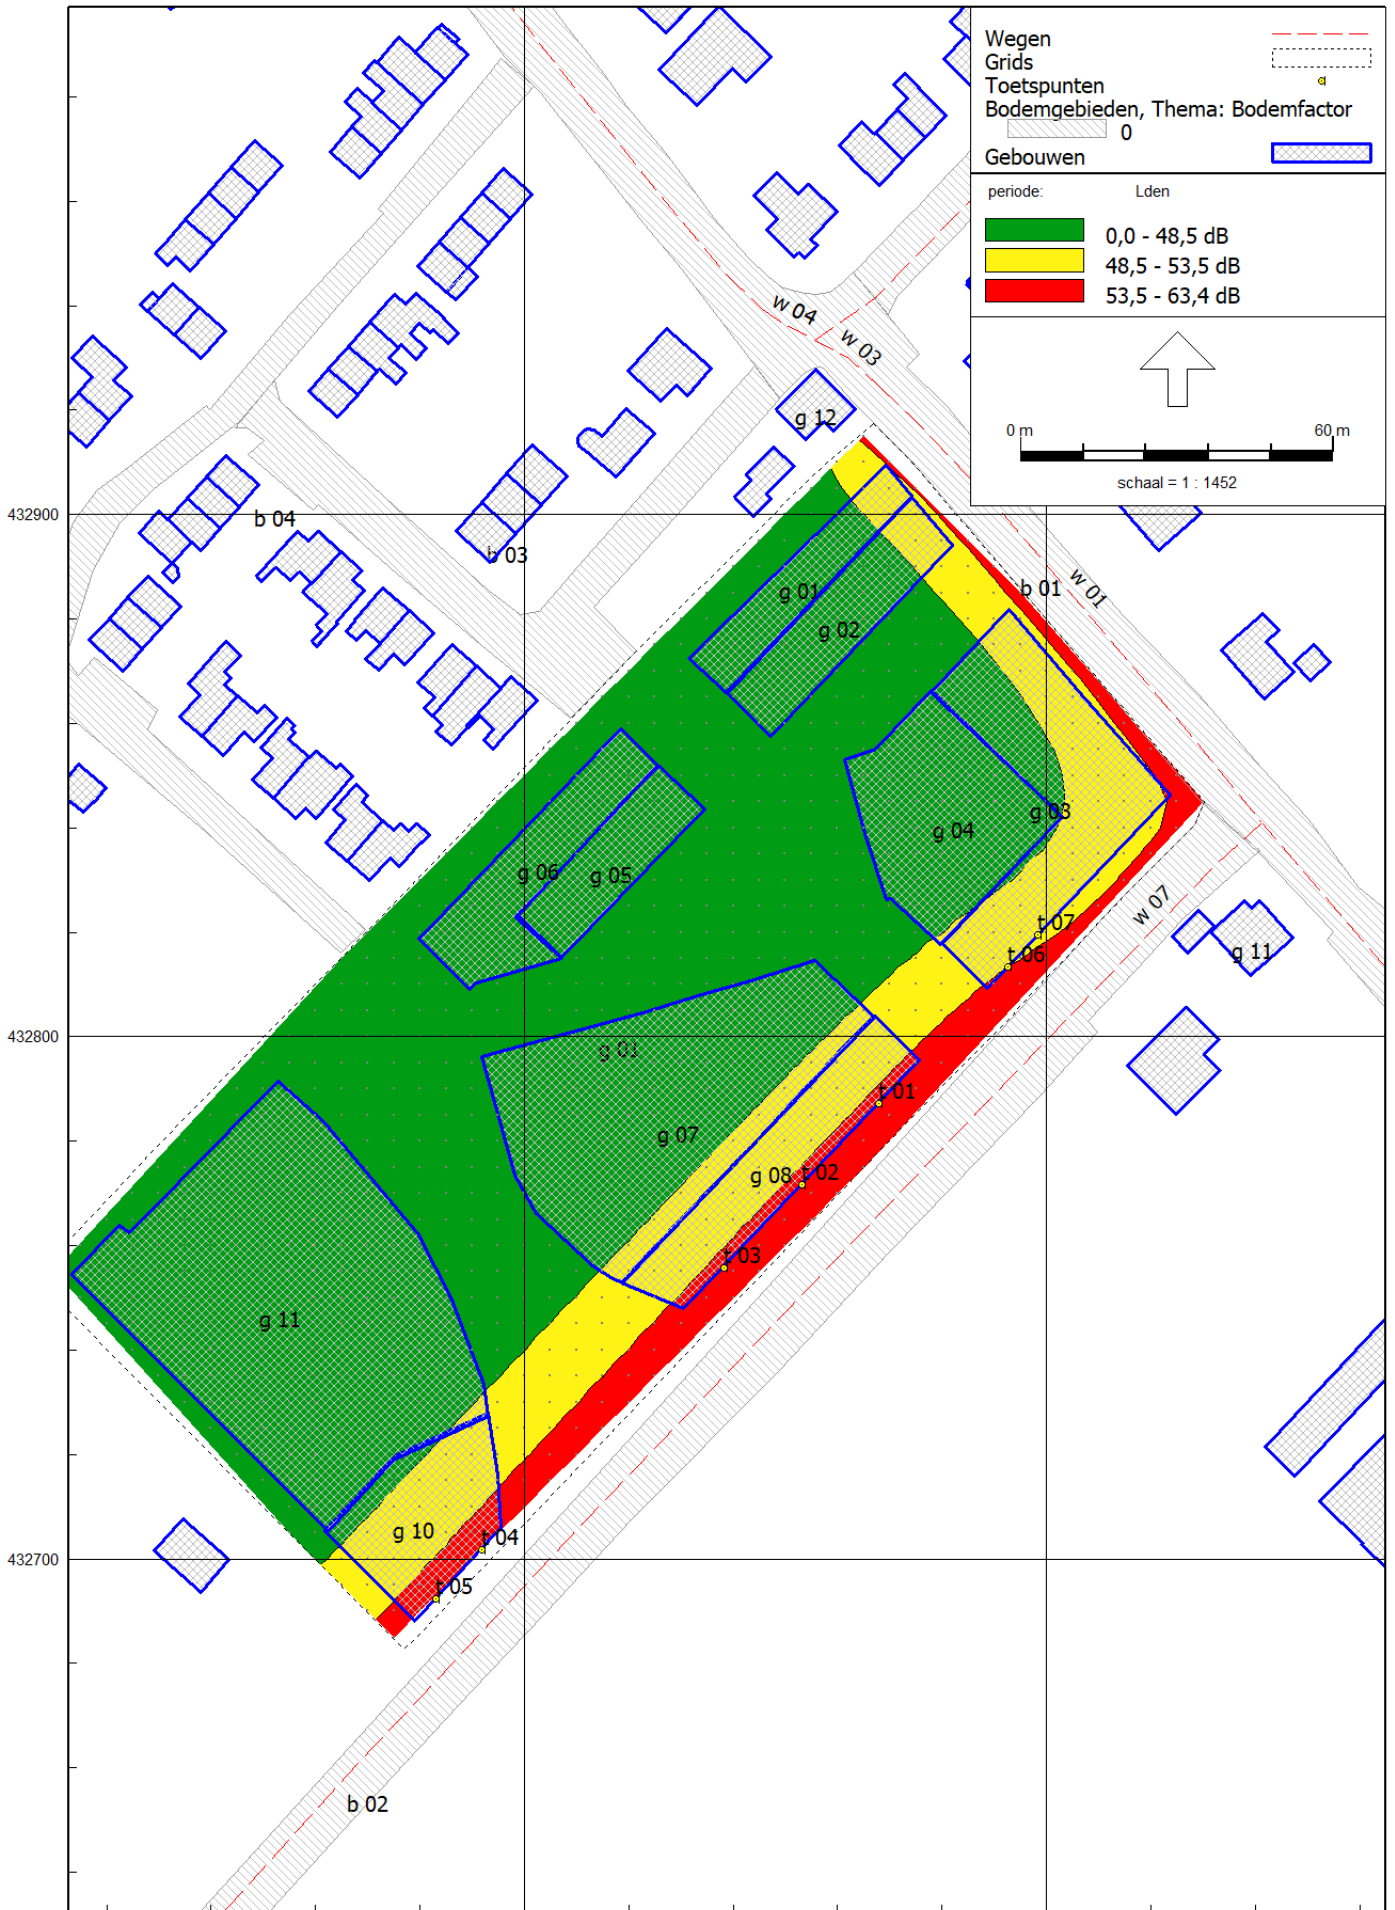 Wegen
Grids
Toetspunten
Bodemgebieden, Thema: Bodemfactor
0
Gebouwen
periode: Lden
0,0 - 48,5 dB
48,5 - 53,5 dB
53,5 - 63,4 dB
0 m 60 m
schaal = 1 : 1452
w 04
w 03
g 12
432900
b 04
b 03
w 01
b 01
g 01
g 02
g 03
g 04
g 06
g 05
w 07
t 07
t 06
g 11
432800
g 01
t 01
g 07
g 08
t 02
t 03
g 11
g 10
t 04
432700
t 05
b 02